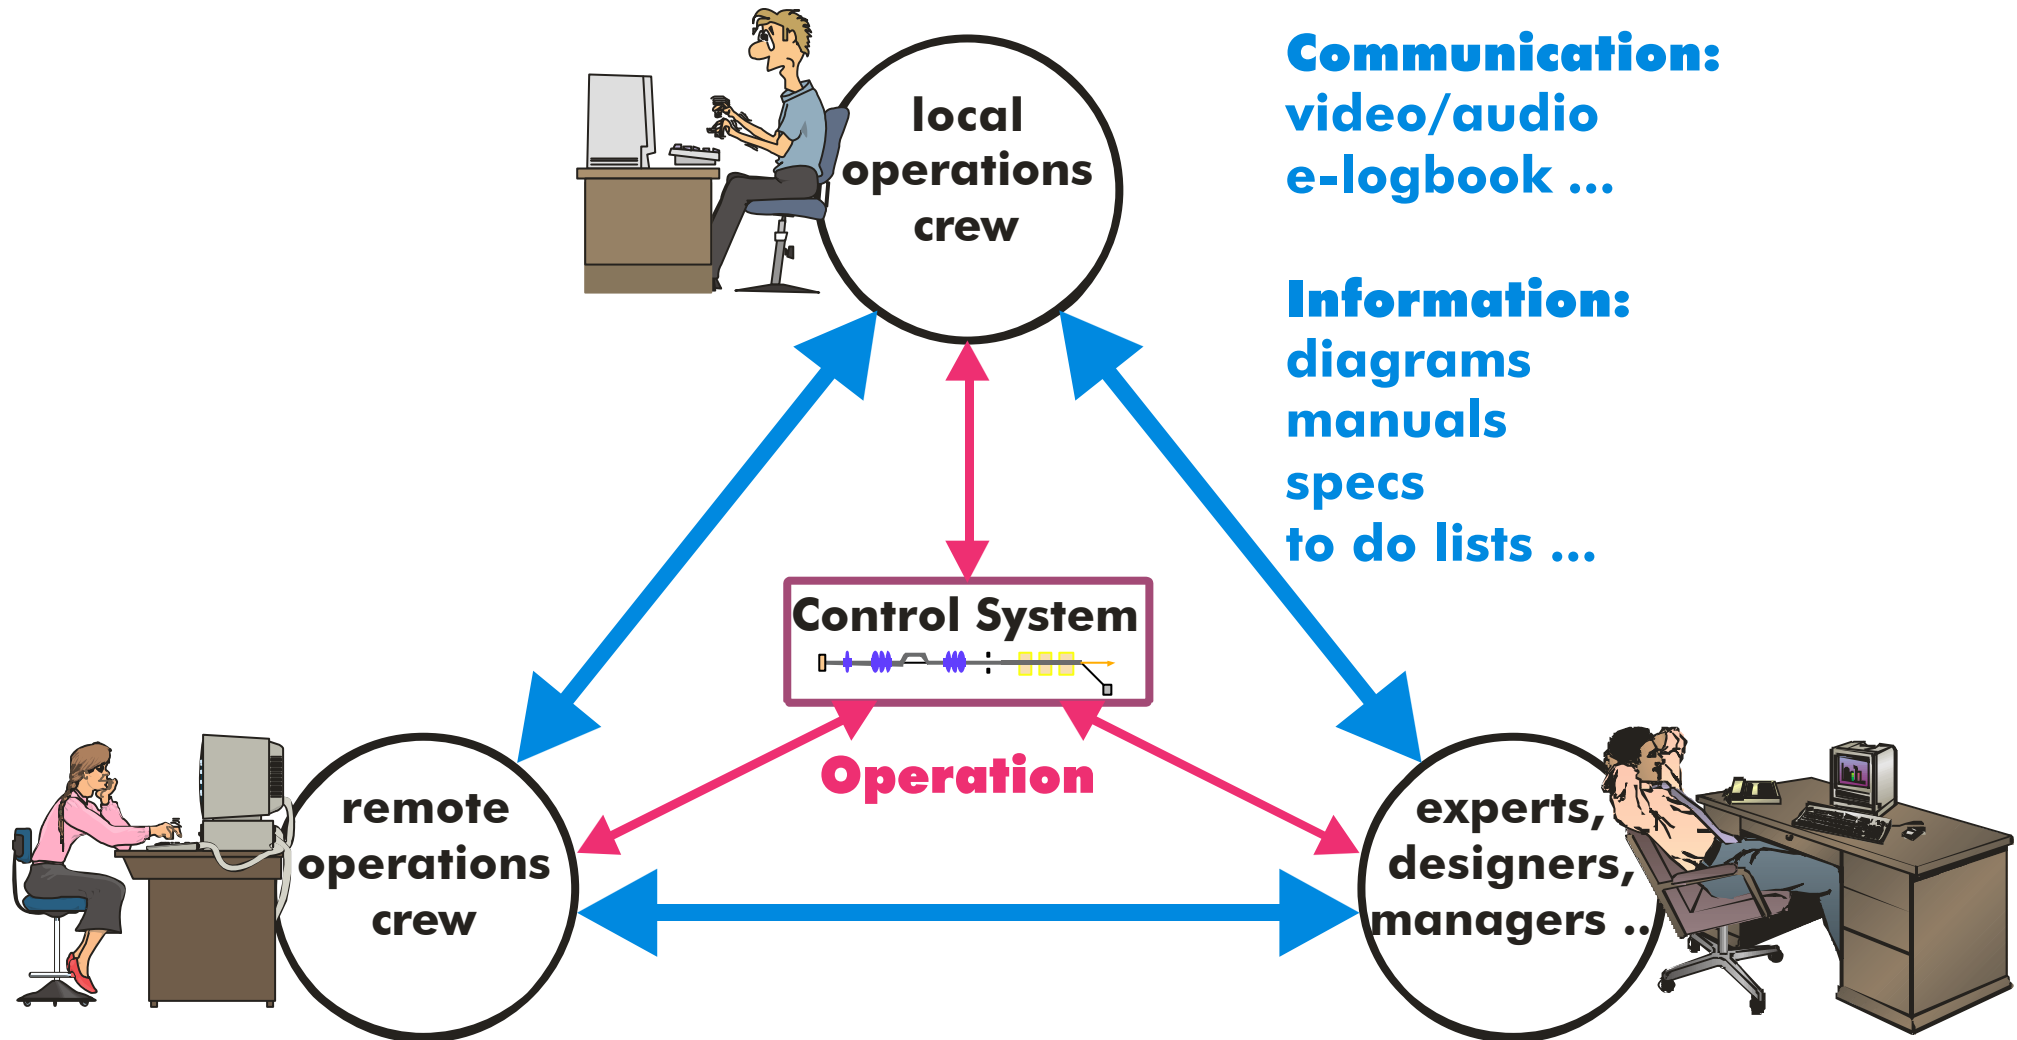 local
operations
crew
Communication:
video/audio
e-logbook ...
Information:
diagrams
manuals
specs
to do lists ...
Control System
Operation
remote
operations
crew
experts,
designers,
managers ..